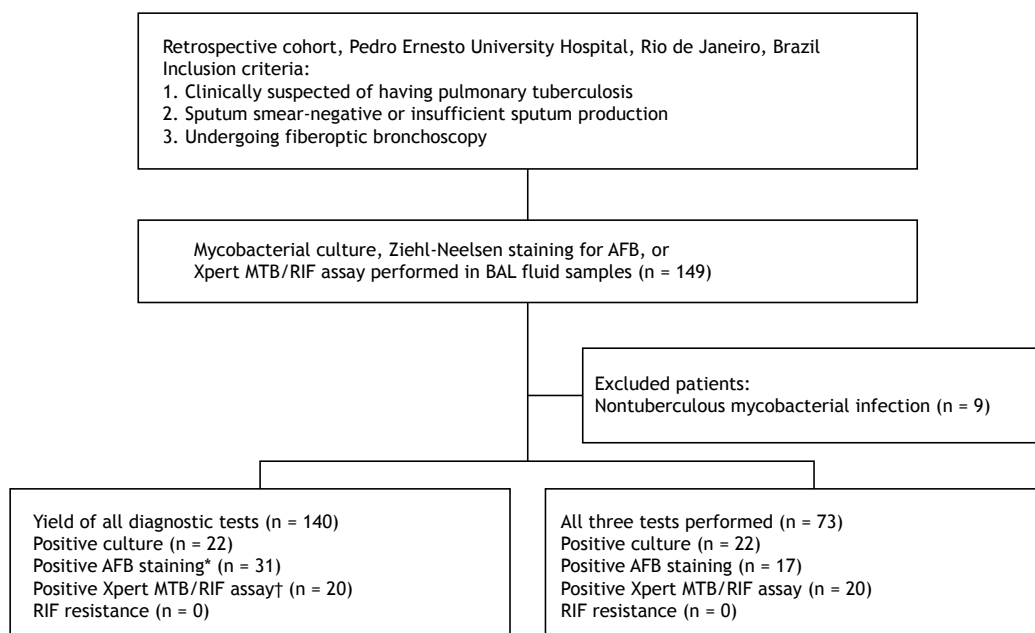 Retrospective cohort, Pedro Ernesto University Hospital, Rio de Janeiro, Brazil
Inclusion criteria:
1. Clinically suspected of having pulmonary tuberculosis
2. Sputum smear-negative or insufficient sputum production
3. Undergoing fiberoptic bronchoscopy
Mycobacterial culture, Ziehl-Neelsen staining for AFB, or
Xpert MTB/RIF assay performed in BAL fluid samples (n = 149)
Excluded patients:
Nontuberculous mycobacterial infection (n = 9)
Yield of all diagnostic tests (n = 140)
Positive culture (n = 22)
Positive AFB staining* (n = 31)
Positive Xpert MTB/RIF assay† (n = 20)
RIF resistance (n = 0)
All three tests performed (n = 73)
Positive culture (n = 22)
Positive AFB staining (n = 17)
Positive Xpert MTB/RIF assay (n = 20)
RIF resistance (n = 0)